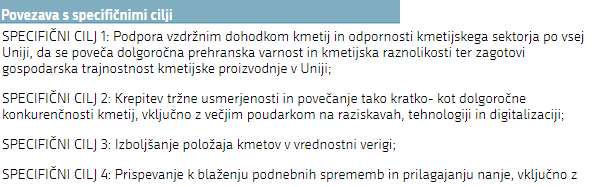 Povezava s specifičnimi cilji
SPECIFIČNI CILJ 1: Podpora vzdržnim dohodkom kmetij in odpornosti kmetijskega sektorja po vsej
Uniji, da se poveča dolgoročna prehranska varnost in kmetijska raznolikosti ter zagotovi
gospodarska trajnostnost kmetijske proizvodnje v Uniji;
SPECIFIČNI CILJ 2: Krepitev tržne usmerjenosti in povečanje tako kratko- kot dolgoročne
konkurenčnosti kmetij, vključno z večjim poudarkom na raziskavah, tehnologiji in digitalizaciji;
SPECIFIČNI CILJ 3: Izboljšanje položaja kmetov v vrednostni verigi;
SPECIFIČNI CILJ 4: Prispevanje k blaženju podnebnih sprememb in prilagajanju nanje, vključno z